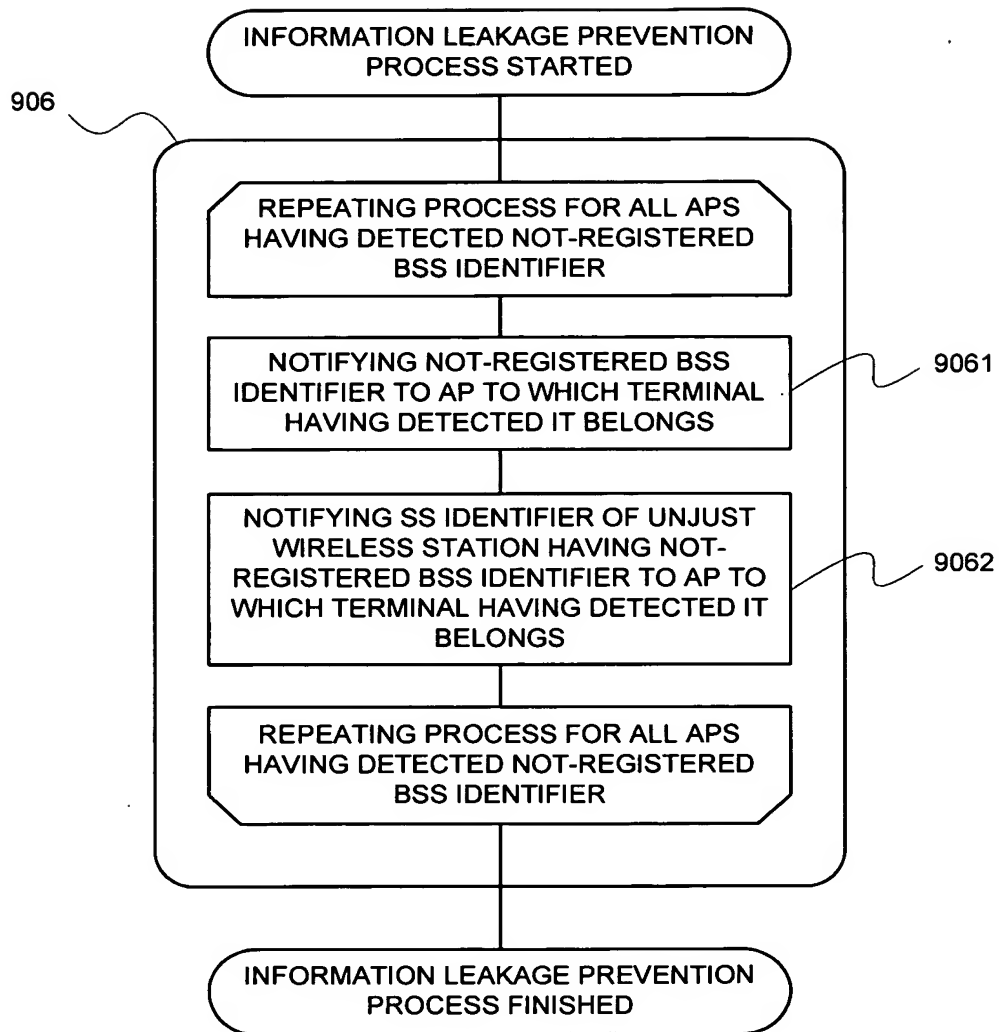 INFORMATION LEAKAGE PREVENTION
PROCESS STARTED
906
REPEATING PROCESS FOR ALL APS
HAVING DETECTED NOT-REGISTERED
BSS IDENTIFIER
NOTIFYING NOT-REGISTERED BSS
IDENTIFIER TO AP TO WHICH TERMINAL
HAVING DETECTED IT BELONGS
9061
NOTIFYING SS IDENTIFIER OF UNJUST
WIRELESS STATION HAVING NOT-
REGISTERED BSS IDENTIFIER TO AP TO
WHICH TERMINAL HAVING DETECTED IT
BELONGS
9062
REPEATING PROCESS FOR ALL APS
HAVING DETECTED NOT-REGISTERED
BSS IDENTIFIER
INFORMATION LEAKAGE PREVENTION
PROCESS FINISHED